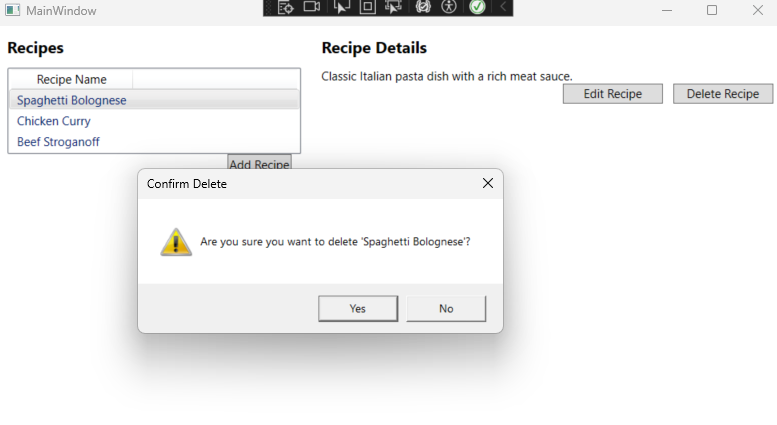 MainWindow
Recipes
Recipe Details
Recipe Name
Classic Italian pasta dish with a rich meat sauce.
Edit Recipe
Delete Recipe
Spaghetti Bolognese
Chicken Curry
Beef Stroganoff
Add Recipe
Confirm Delete
Are you sure you want to delete 'Spaghetti Bolognese'?
Yes
No